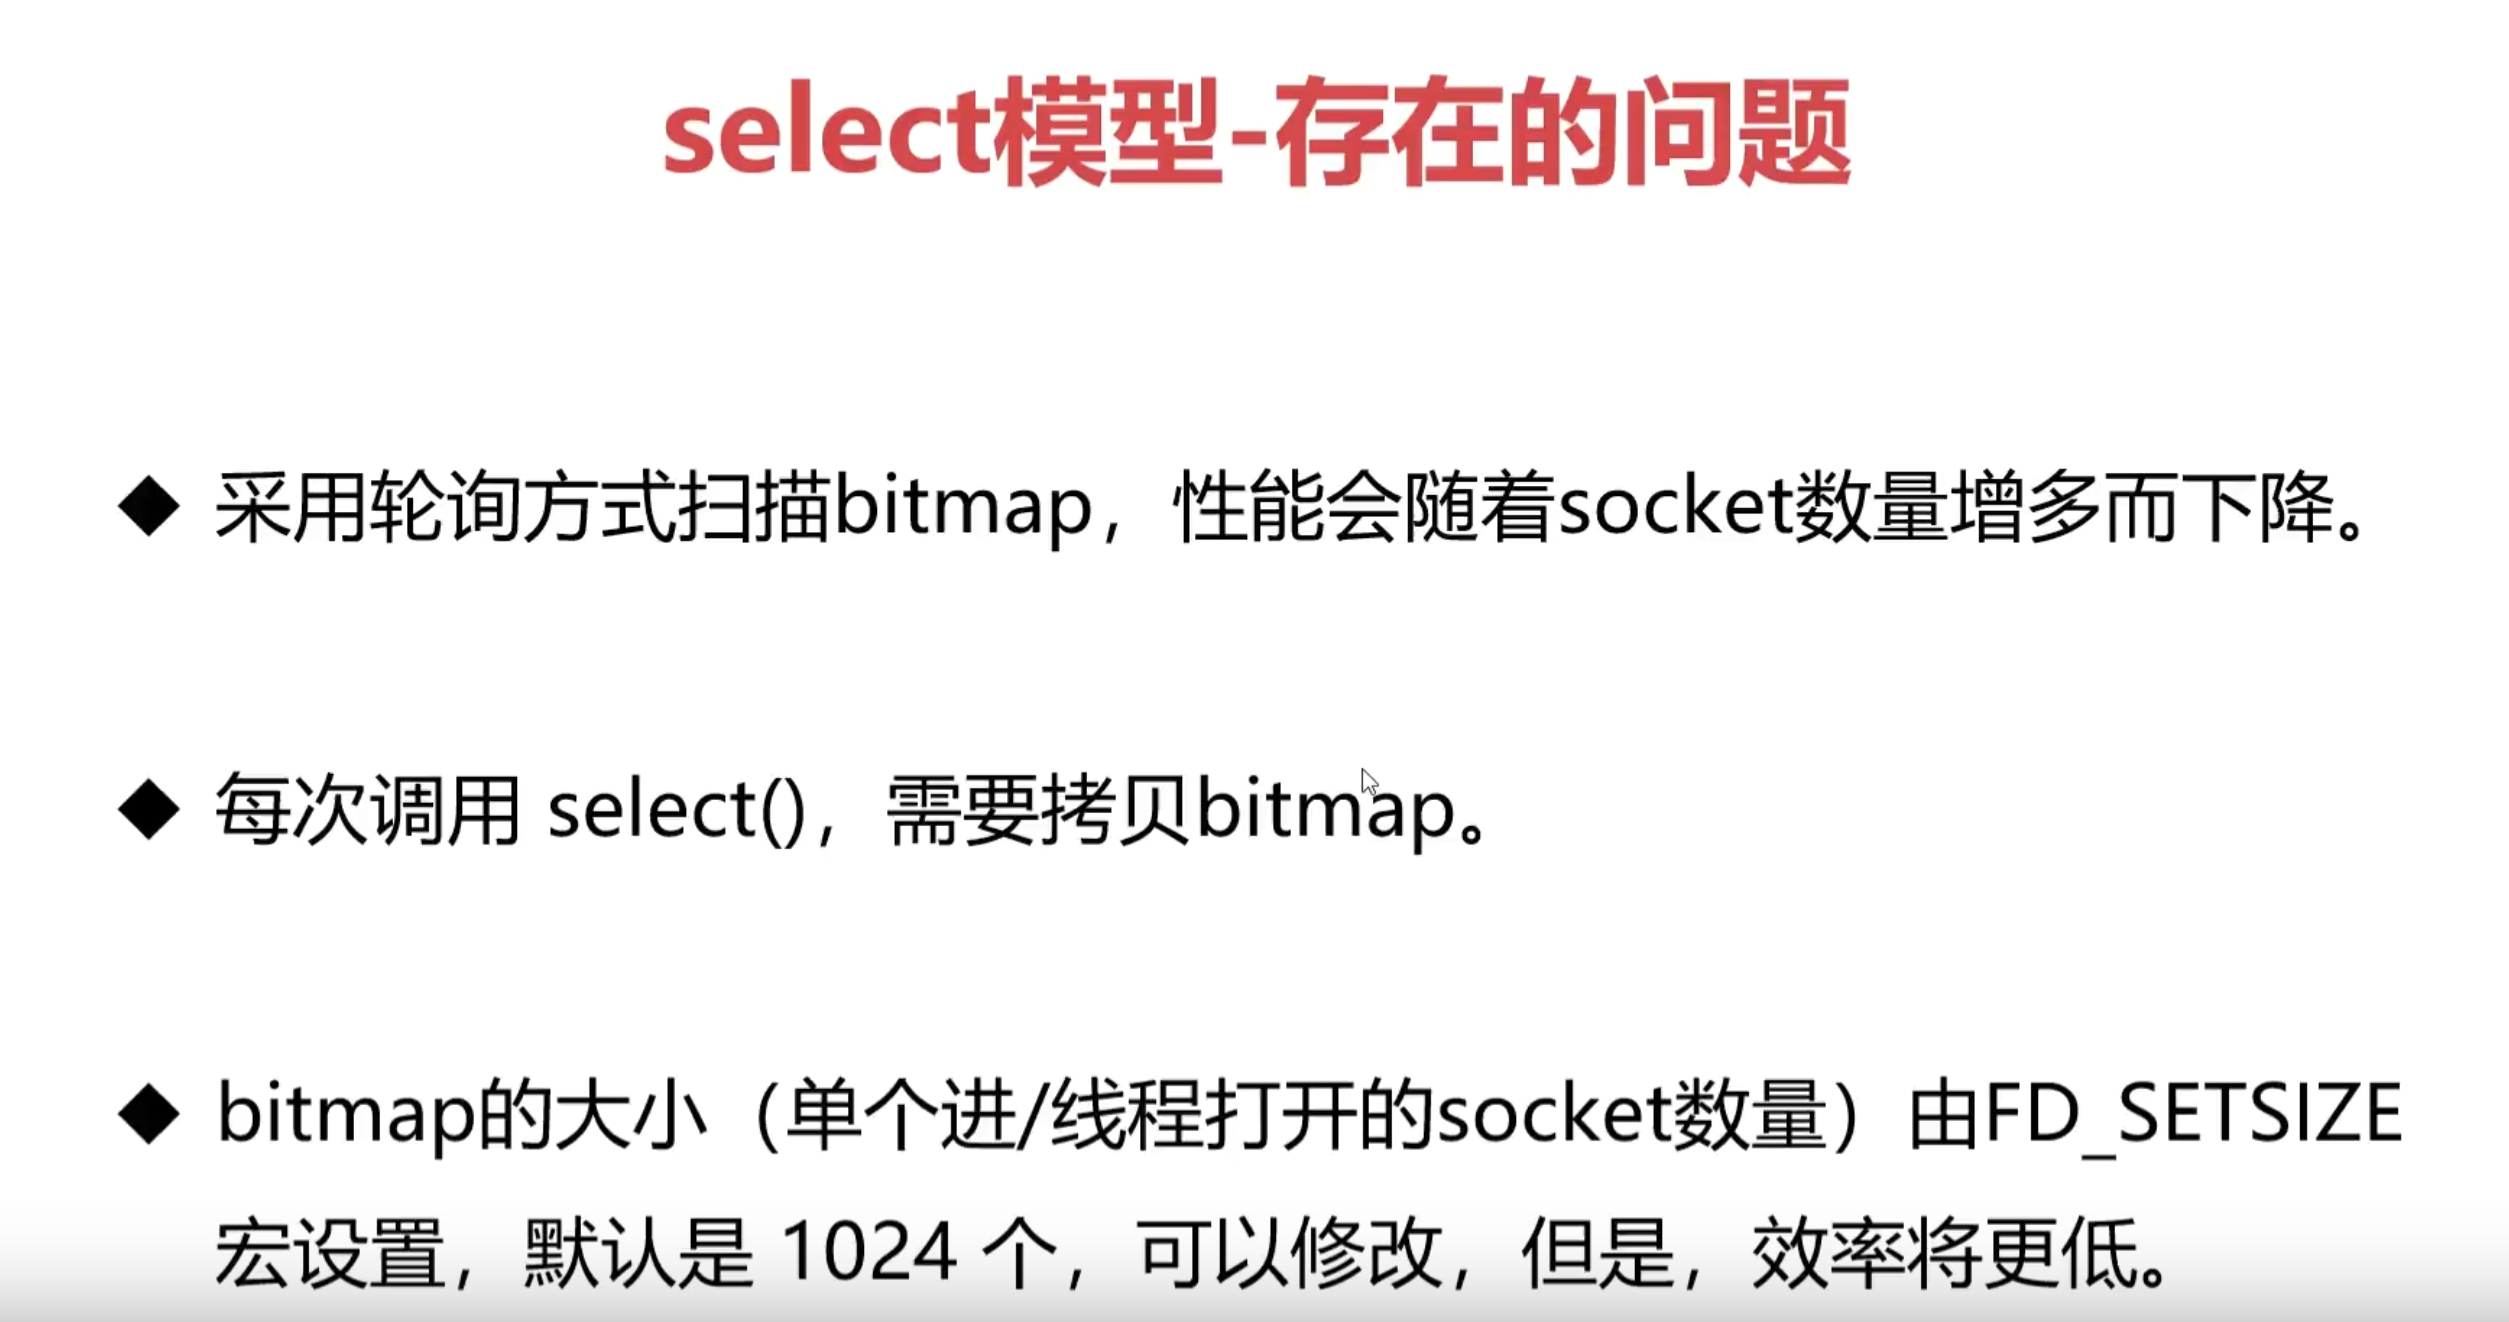 select模型-存在的问题
◆ 采用轮询方式扫描bitmap，性能会随着socket数量增多而下降。
◆ 每次调用 select()，需要拷贝bitmap。
◆ bitmap的大小（单个进/线程打开的socket数量）由FD_SETSIZE
宏设置，默认是 1024 个，可以修改，但是，效率将更低。